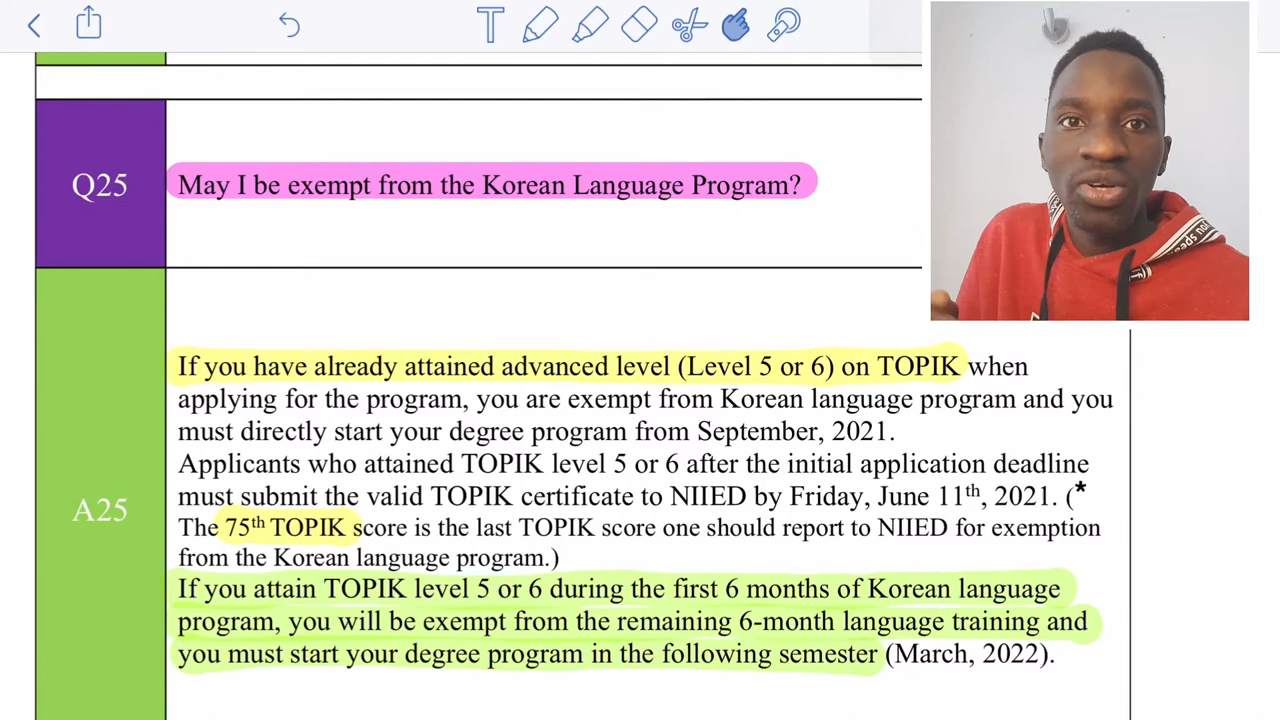 Q25
May I be exempt from the Korean Language Program?
A25
If you have already attained advanced level (Level 5 or 6) on TOPIK when
applying for the program, you are exempt from Korean language program and you
must directly start your degree program from September, 2021.
Applicants who attained TOPIK level 5 or 6 after the initial application deadline
must submit the valid TOPIK certificate to NIIED by Friday, June 11th, 2021. (*
The 75th TOPIK score is the last TOPIK score one should report to NIIED for exemption
from the Korean language program.)
If you attain TOPIK level 5 or 6 during the first 6 months of Korean language
program, you will be exempt from the remaining 6-month language training and
you must start your degree program in the following semester (March, 2022).